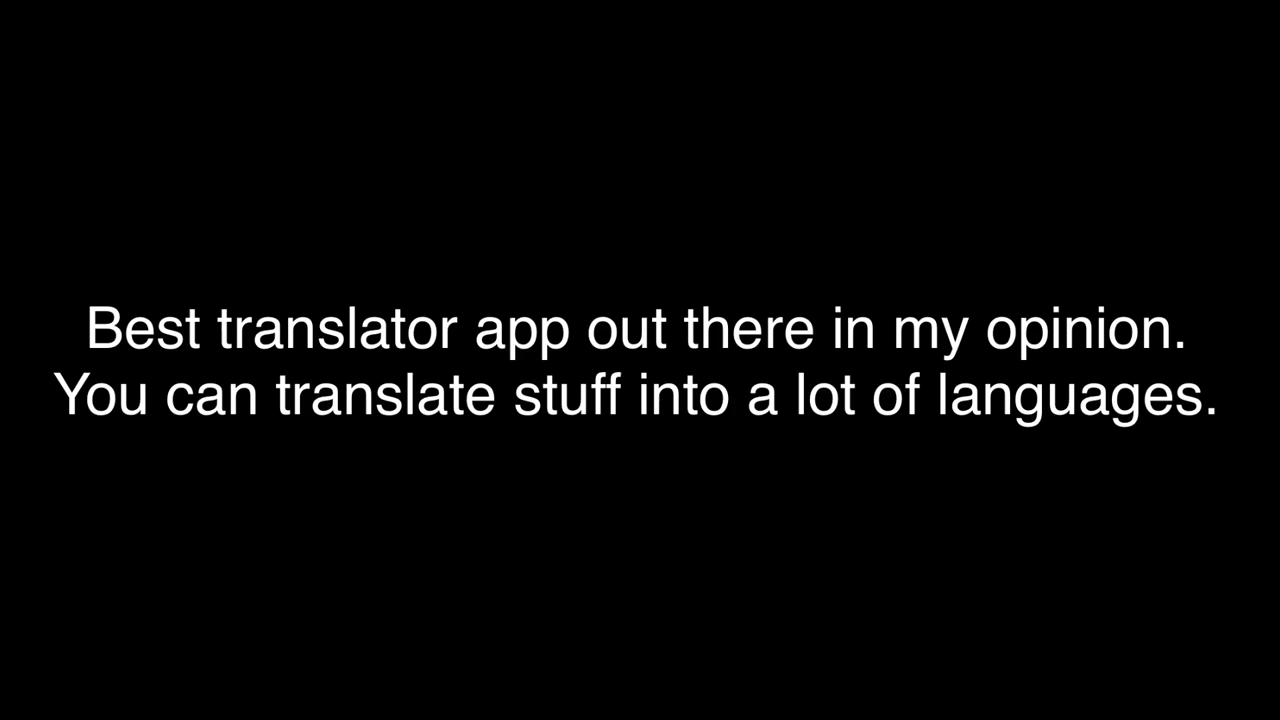 Best translator app out there in my opinion.
You can translate stuff into a lot of languages.